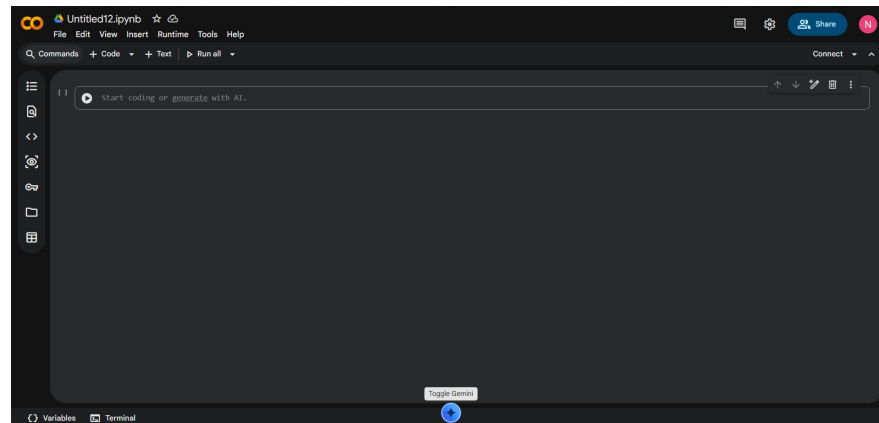 CO Untitled12.ipynb
File Edit View Insert Runtime Tools Help
Share
N
Commands + Code + Text Run all
Connect
[ ] Start coding or generate with AI.
Toggle Gemini
{} Variables Terminal